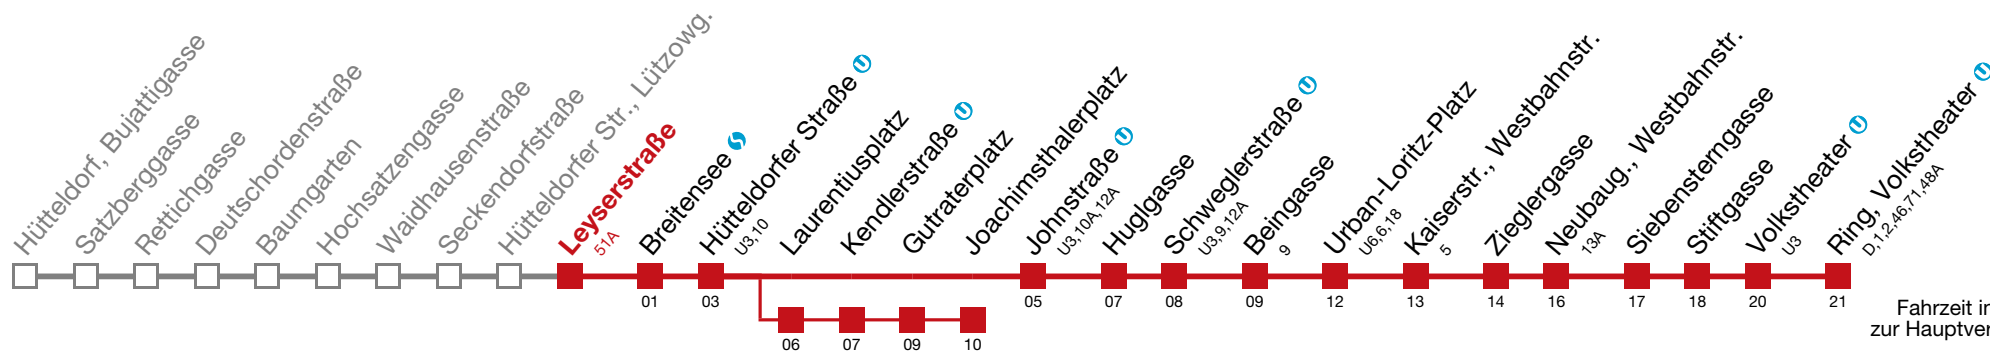 Hütteldorf, Bujattigasse
Satzberggasse
Rettichgasse
Deutschordenstraße
Baumgarten
Hochsatzengasse
Waidhausenstraße
Seckendorfstraße
Hütteldorfer Str., Lützowg.
Leyserstraße
51A
Breitensee
Hütteldorfer Straße U
U3,10
Laurentiusplatz
Kendlerstraße U
Gutraterplatz
Joachimsthalerplatz
Johnstraße U
U3,10A,12A
Huglgasse
Schweglerstraße U
U3,9,12A
Beingasse
9
Urban-Loritz-Platz
U6,6,18
Kaiserstr., Westbahnstr.
5
Zieglergasse
Neubaug., Westbahnstr.
13A
Siebensterngasse
Stiftgasse
Volkstheater U
U3
Ring, Volkstheater U
D,1,2,46,71,48A
01 03 05 07 08 09 12 13 14 16 17 18 20 21
06 07 09 10
Fahrzeit in
zur Hauptver